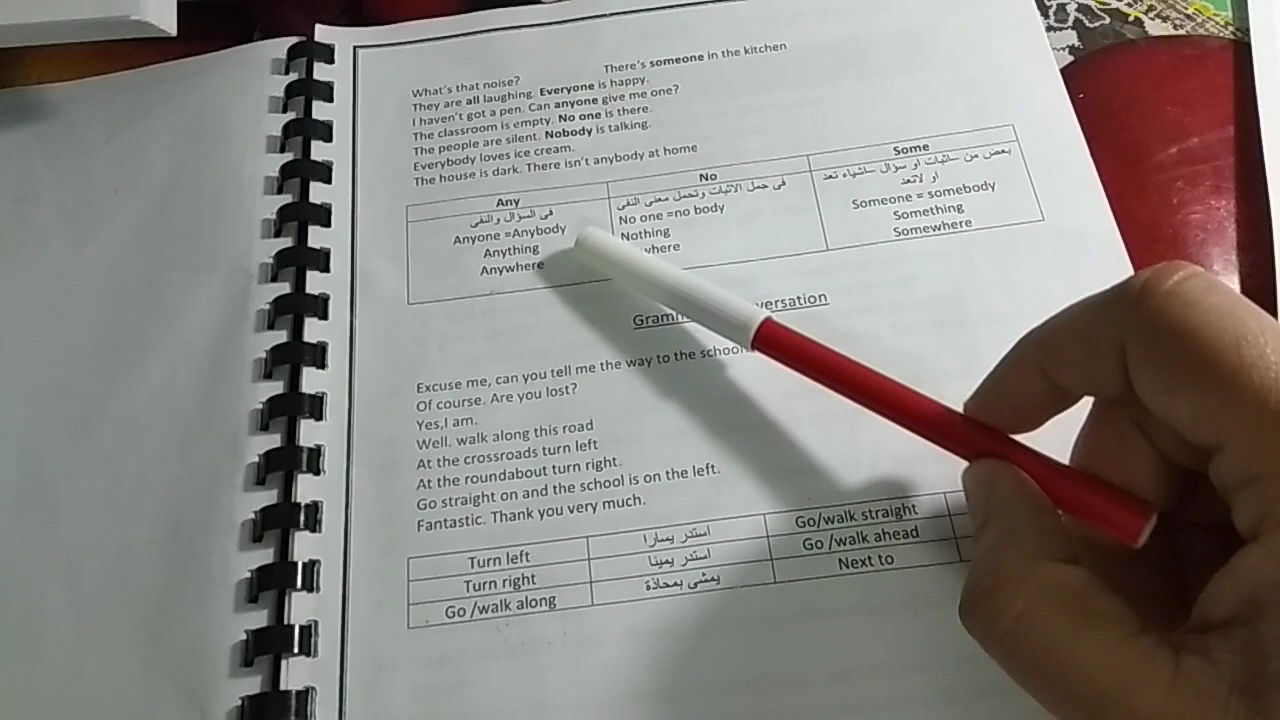 What's that noise? There's someone in the kitchen
They are all laughing. Everyone is happy.
I haven't got a pen. Can anyone give me one?
The classroom is empty. No one is there.
The people are silent. Nobody is talking.
Everybody loves ice cream.
The house is dark. There isn't anybody at home
Any
فى السؤال والنفى
Anyone =Anybody
Anything
Anywhere
No
فى جمل الاثبات وتحمل معنى النفى
No one =no body
Nothing
where
Some
بعض من اثبات او سؤال اشياء تعد
او لاتعد
Someone = somebody
Something
Somewhere
Gramm versation
Excuse me, can you tell me the way to the school
Of course. Are you lost?
Yes,I am.
Well. walk along this road
At the crossroads turn left
At the roundabout turn right.
Go straight on and the school is on the left.
Fantastic. Thank you very much.
Turn left استدر يسارا Go/walk straight
Turn right استدر يمينا Go /walk ahead
Go /walk along يمشى بمحاذة Next to